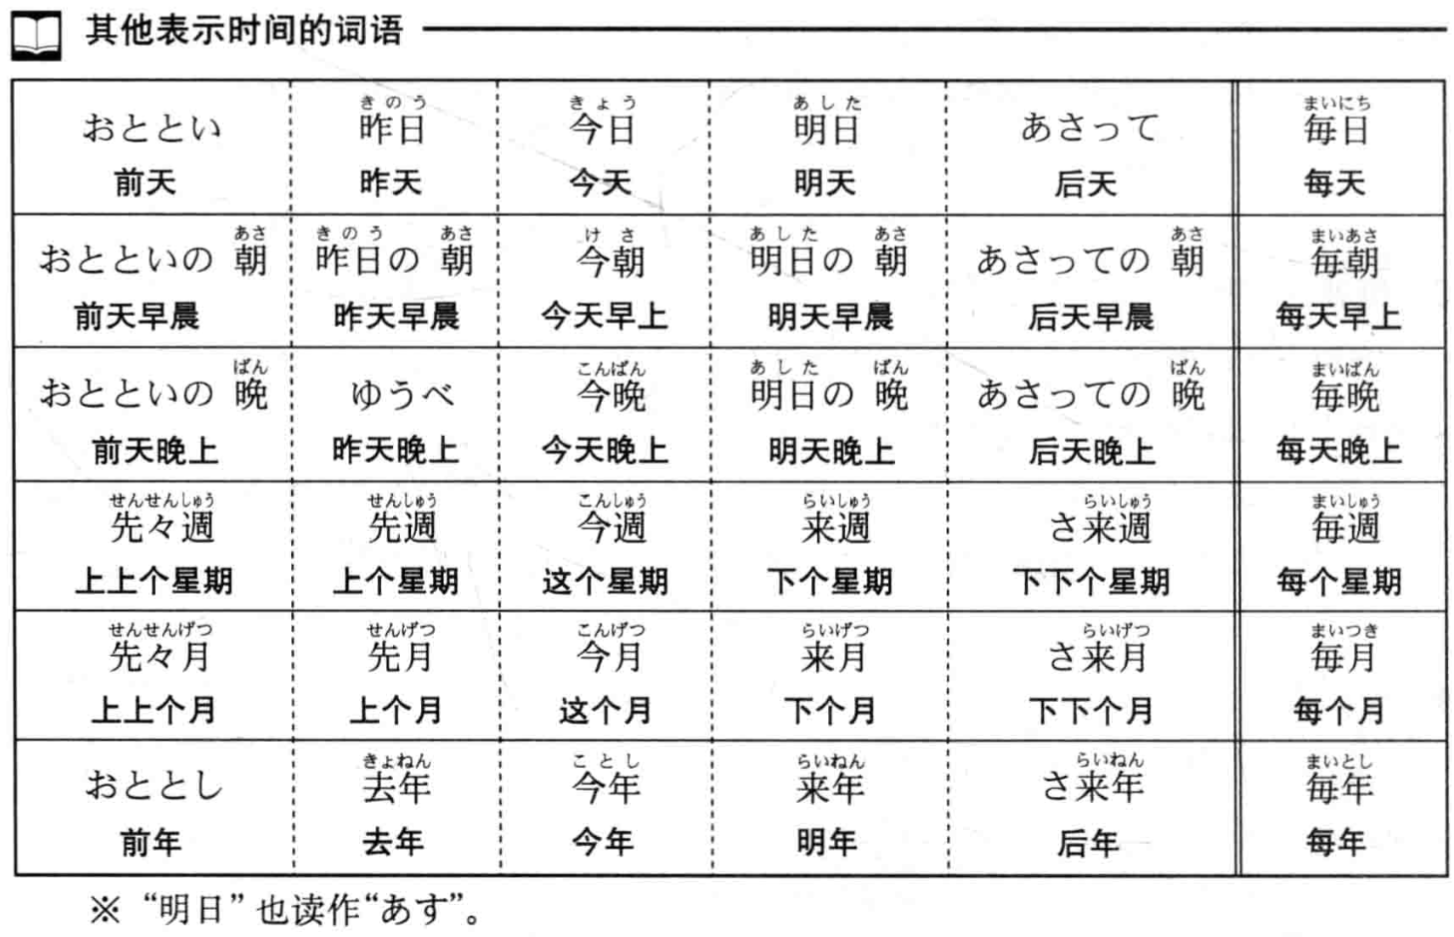 其他表示时间的词语
きのう きょう あした まいにち
おととい 昨日 今日 明日 あさって 毎日
前天 昨天 今天 明天 后天 每天
あさ きのう あさ けさ あした あさ あさ まいあさ
おとといの 朝 昨日の 朝 今朝 明日の 朝 あさっての 朝 毎朝
前天早晨 昨天早晨 今天早上 明天早晨 后天早晨 每天早上
ばん こんばん あした ばん ばん まいばん
おとといの 晩 ゆうべ 今晩 明日の 晩 あさっての 晩 毎晩
前天晚上 昨天晚上 今天晚上 明天晚上 后天晚上 每天晚上
せんせんしゅう せんしゅう こんしゅう らいしゅう らいしゅう まいしゅう
先々週 先週 今週 来週 さ来週 毎週
上上个星期 上个星期 这个星期 下个星期 下下个星期 每个星期
せんせんげつ せんげつ こんげつ らいげつ らいげつ まいつき
先々月 先月 今月 来月 さ来月 毎月
上上个月 上个月 这个月 下个月 下下个月 每个月
きょねん ことし らいねん らいねん まいとし
おととし 去年 今年 来年 さ来年 毎年
前年 去年 今年 明年 后年 每年
※ “明日” 也读作“あす”。